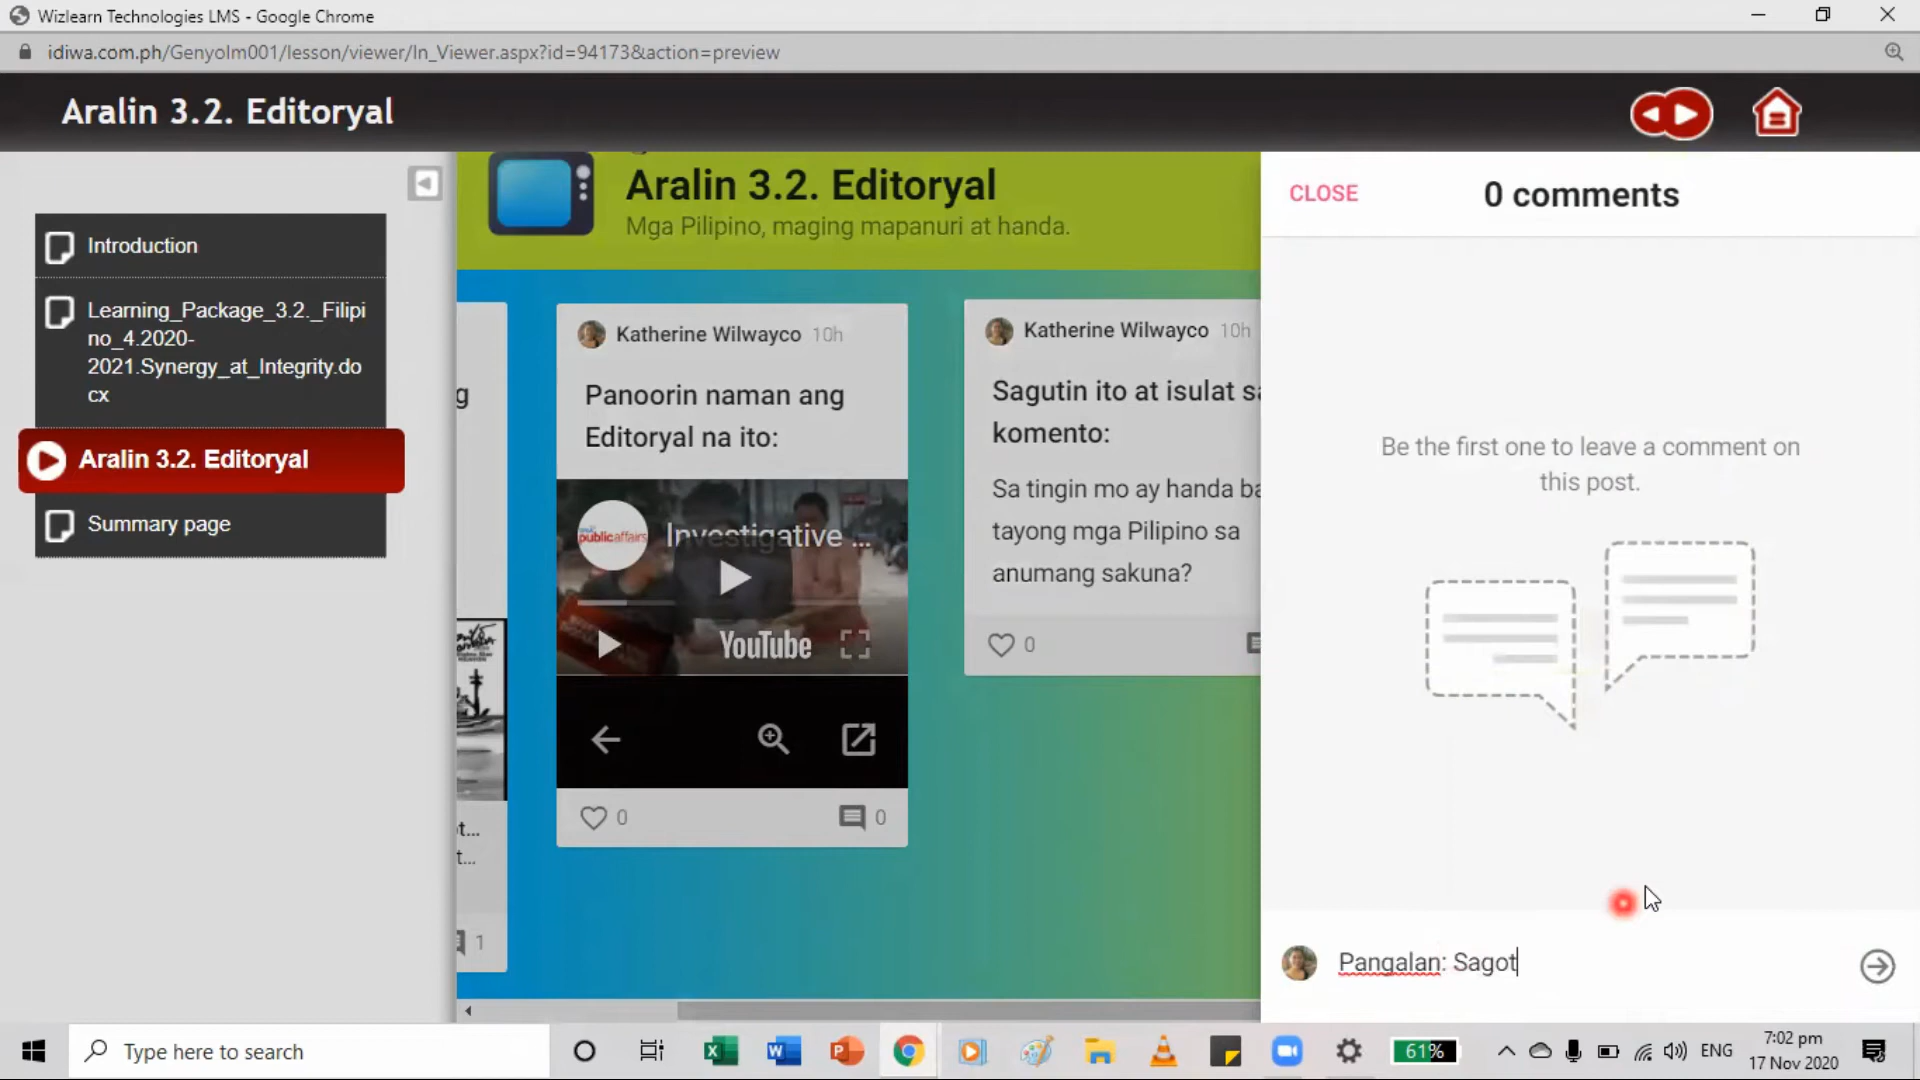 Wizlearn Technologies LMS - Google Chrome
idiwa.com.ph/Genyolm001/lesson/viewer/ln_Viewer.aspx?id=94173&action=preview
Aralin 3.2. Editoryal
Introduction
Learning_Package_3.2._Filipi
no_4.2020-
2021.Synergy_at_Integrity.do
cx
Aralin 3.2. Editoryal
Summary page
Aralin 3.2. Editoryal
Mga Pilipino, maging mapanuri at handa.
g
t...
t...
1
Katherine Wilwayco 10h
Panoorin naman ang
Editoryal na ito:
publicaffairs
Investigative ...
YouTube
0
0
Katherine Wilwayco 10h
Sagutin ito at isulat sa
komento:
Sa tingin mo ay handa ba
tayong mga Pilipino sa
anumang sakuna?
0
CLOSE
0 comments
Be the first one to leave a comment on
this post.
Pangalan: Sagot
Type here to search
61%
ENG
7:02 pm
17 Nov 2020